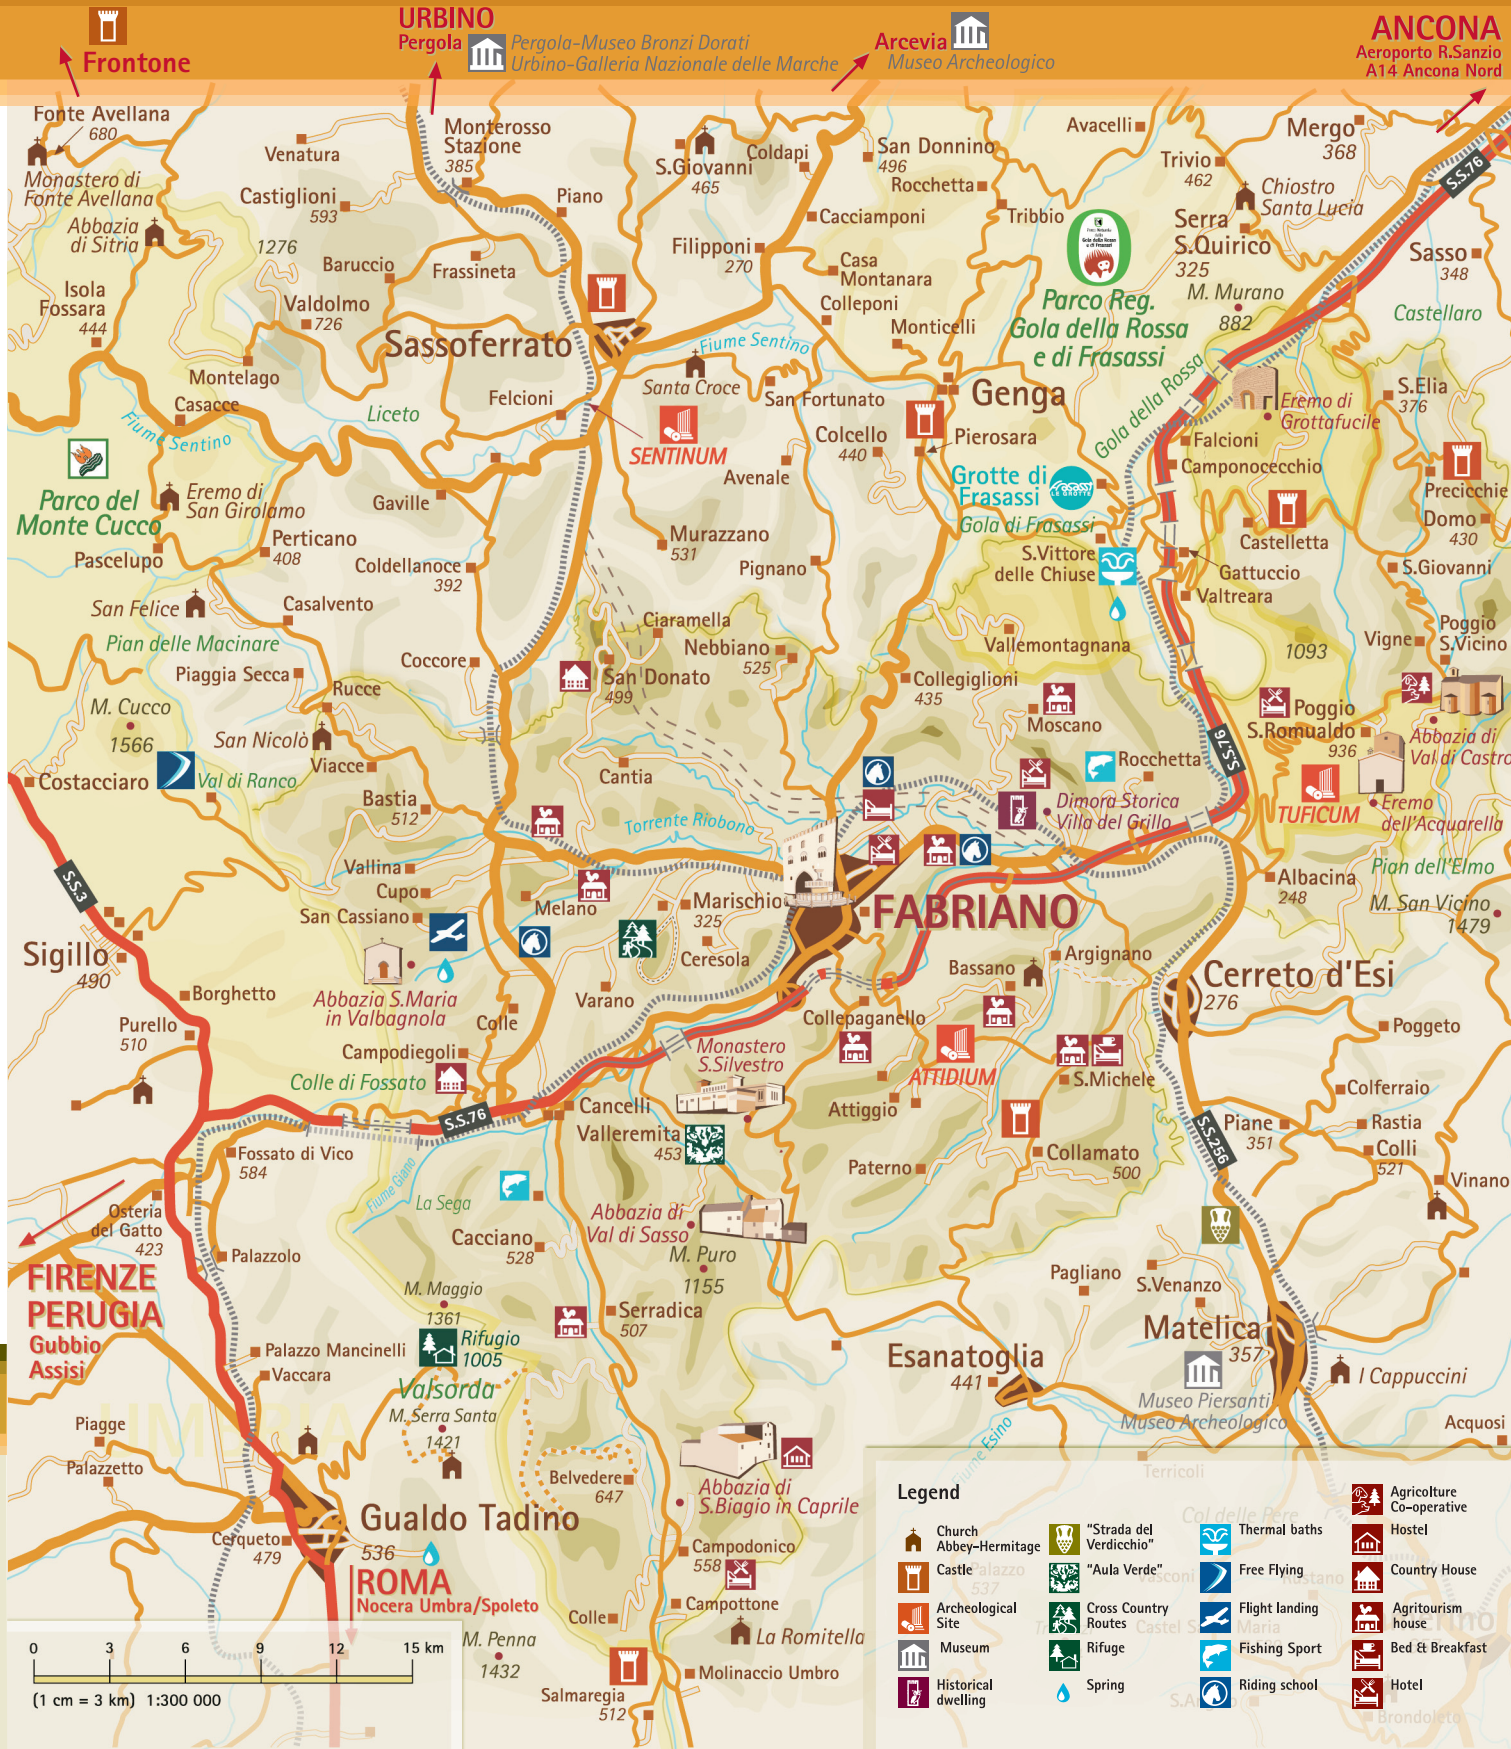 URBINO
Pergola
Pergola-Museo Bronzi Dorati
Urbino-Galleria Nazionale delle Marche
Frontone
Arcevia
Museo Archeologico
ANCONA
Aeroporto R.Sanzio
A14 Ancona Nord
Fonte Avellana
680
Monastero di
Fonte Avellana
Abbazia
di Sitria
Venatura
Castiglioni
593
Monterosso
Stazione
385
Piano
S.Giovanni
465
Coldapi
San Donnino
496
Rocchetta
Avacelli
Trivio
462
Mergo
368
Chiostro
Santa Lucia
S.S.76
Cacciamponi
Tribbio
Serra
S.Quirico
325
Sasso
348
1276
Baruccio
Frassineta
Filipponi
270
Casa
Montanara
Colleponi
Parco Reg.
Gola della Rossa
e di Frasassi
M. Murano
882
Castellaro
Isola
Fossara
444
Valdolmo
726
Sassoferrato
Fiume Sentino
Monticelli
Montelago
Santa Croce
San Fortunato
Genga
Gola della Rossa
S.Elia
376
Casacce
Liceto
Felcioni
Eremo di
Grottafucile
Fiume Sentino
SENTINUM
Colcello
440
Pierosara
Falcioni
Camponocecchio
Parco del
Monte Cucco
Eremo di
San Girolamo
Gaville
Avenale
Grotte di
Frasassi
FRASASSI
LE GROTTE
Gola di Frasassi
Precicchie
Domo
430
Castelletta
Pascelupo
Perticano
408
Coldellanoce
392
Murazzano
531
Pignano
S.Vittore
delle Chiuse
Gattuccio
S.Giovanni
Valtreara
San Felice
Casalvento
Ciaramella
Vallemontagnana
1093
Vigne
Poggio
S.Vicino
Pian delle Macinare
Piaggia Secca
Coccore
Nebbiano
525
San Donato
499
Collegiglioni
435
Moscano
Poggio
S.Romualdo
936
Abbazia di
Val di Castro
M. Cucco
1566
Rucce
San Nicolò
Viacce
S.S.76
Costacciaro
Val di Ranco
Cantia
Rocchetta
TUFICUM
Eremo
dell'Acquarella
Bastia
512
Torrente Riobono
Dimora Storica
Villa del Grillo
Pian dell'Elmo
S.S.3
Vallina
Cupo
San Cassiano
Melano
Marischio
325
FABRIANO
Albacina
248
M. San Vicino
1479
Sigillo
490
Ceresola
Argignano
Bassano
Cerreto d'Esi
276
Borghetto
Abbazia S.Maria
in Valbagnola
Varano
Colle
Collepaganello
Poggeto
Purello
510
Campodiegoli
Colle di Fossato
Monastero
S.Silvestro
ATTIDIUM
S.Michele
Colferraio
S.S.76
Cancelli
Valleremita
453
Attiggio
Piane
351
Rastia
Colli
521
S.S.256
Fossato di Vico
584
Fiume Giano
La Sega
Paterno
Collamato
500
Vinano
Osteria
del Gatto
423
Abbazia di
Val di Sasso
M. Puro
1155
Cacciano
528
Palazzolo
FIRENZE
PERUGIA
Gubbio
Assisi
M. Maggio
1361
Serradica
507
Pagliano
S.Venanzo
Matelica
357
Palazzo Mancinelli
Vaccara
Rifugio
1005
Valsorda
Esanatoglia
441
I Cappuccini
Museo Piersanti
Museo Archeologico
UMBRIA
Piagge
M. Serra Santa
1421
Palazzetto
Belvedere
647
Abbazia di
S.Biagio in Caprile
Fiume Esino
Acquosi
Terricoli
Gualdo Tadino
536
Cerqueto
479
ROMA
Nocera Umbra/Spoleto
Campodonico
558
Campottone
Colle
La Romitella
M. Penna
1432
Molinaccio Umbro
Salmaregia
512
0 3 6 9 12 15 km
(1 cm = 3 km) 1:300 000
Legend
Church
Abbey-Hermitage
Castle
Archeological
Site
Museum
Historical
dwelling
"Strada del
Verdicchio"
"Aula Verde"
Cross Country
Routes
Rifuge
Spring
Thermal baths
Free Flying
Flight landing
Fishing Sport
Riding school
Agricolture
Co-operative
Hostel
Country House
Agritourism
house
Bed & Breakfast
Hotel
Col delle Pere
Palazzo
537
Brondoleto